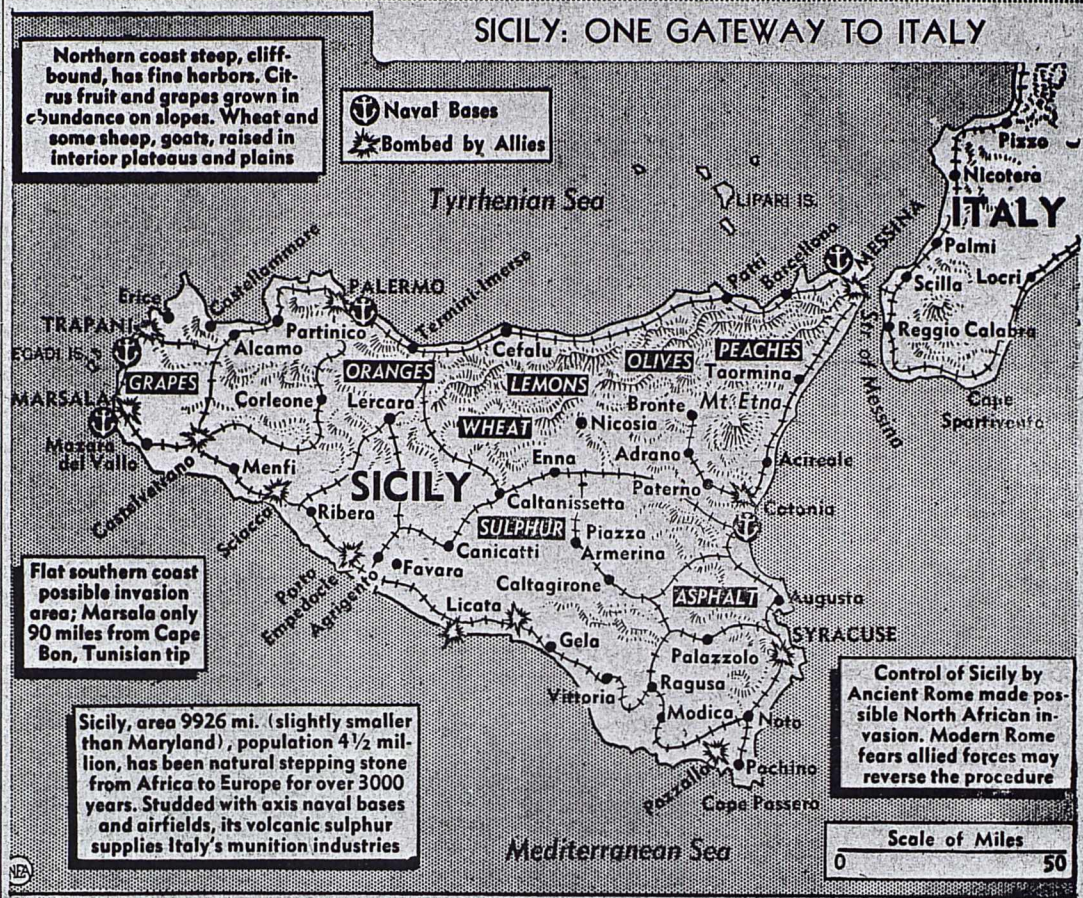 SICILY: ONE GATEWAY TO ITALY
Northern coast steep, cliff-
bound, has fine harbors. Cit-
rus fruit and grapes grown in
abundance on slopes. Wheat and
some sheep, goats, raised in
interior plateaus and plains
Naval Bases
Bombed by Allies
Tyrrhenian Sea
LIPARI IS.
Pizzo
Nicotera
ITALY
Palmi
Scilla
Locri
Reggio Calabra
Cape
Spartivento
MESSINA
Str. of Messina
Barcellona
Patti
Castellammare
Erice
TRAPANI
EGADI IS.
PALERMO
Termini-Imerse
Partinico
Alcamo
Cefalu
GRAPES
ORANGES
LEMONS
OLIVES
PEACHES
Taormina
MARSALA
Corleone
Lercara
Bronte
Mt. Etna
WHEAT
Nicosia
Mazara
del Vallo
Adrano
Acireale
Castelvetrano
Menfi
Enna
Paterno
SICILY
Caltanissetta
Catonia
Sciacca
Ribera
SULPHUR
Piazza
Armerina
Canicatti
Favara
Porto
Empedocle
Agrigento
Caltagirone
ASPHALT
Augusta
Licata
SYRACUSE
Gela
Palazzolo
Vittoria
Ragusa
Modica
Noto
Pozzallo
Pachino
Cape Passero
Flat southern coast
possible invasion
area; Marsala only
90 miles from Cape
Bon, Tunisian tip
Sicily, area 9926 mi. (slightly smaller
than Maryland), population 4½ mil-
lion, has been natural stepping stone
from Africa to Europe for over 3000
years. Studded with axis naval bases
and airfields, its volcanic sulphur
supplies Italy's munition industries
Control of Sicily by
Ancient Rome made pos-
sible North African in-
vasion. Modern Rome
fears allied forces may
reverse the procedure
Mediterranean Sea
Scale of Miles
0 50
NEA